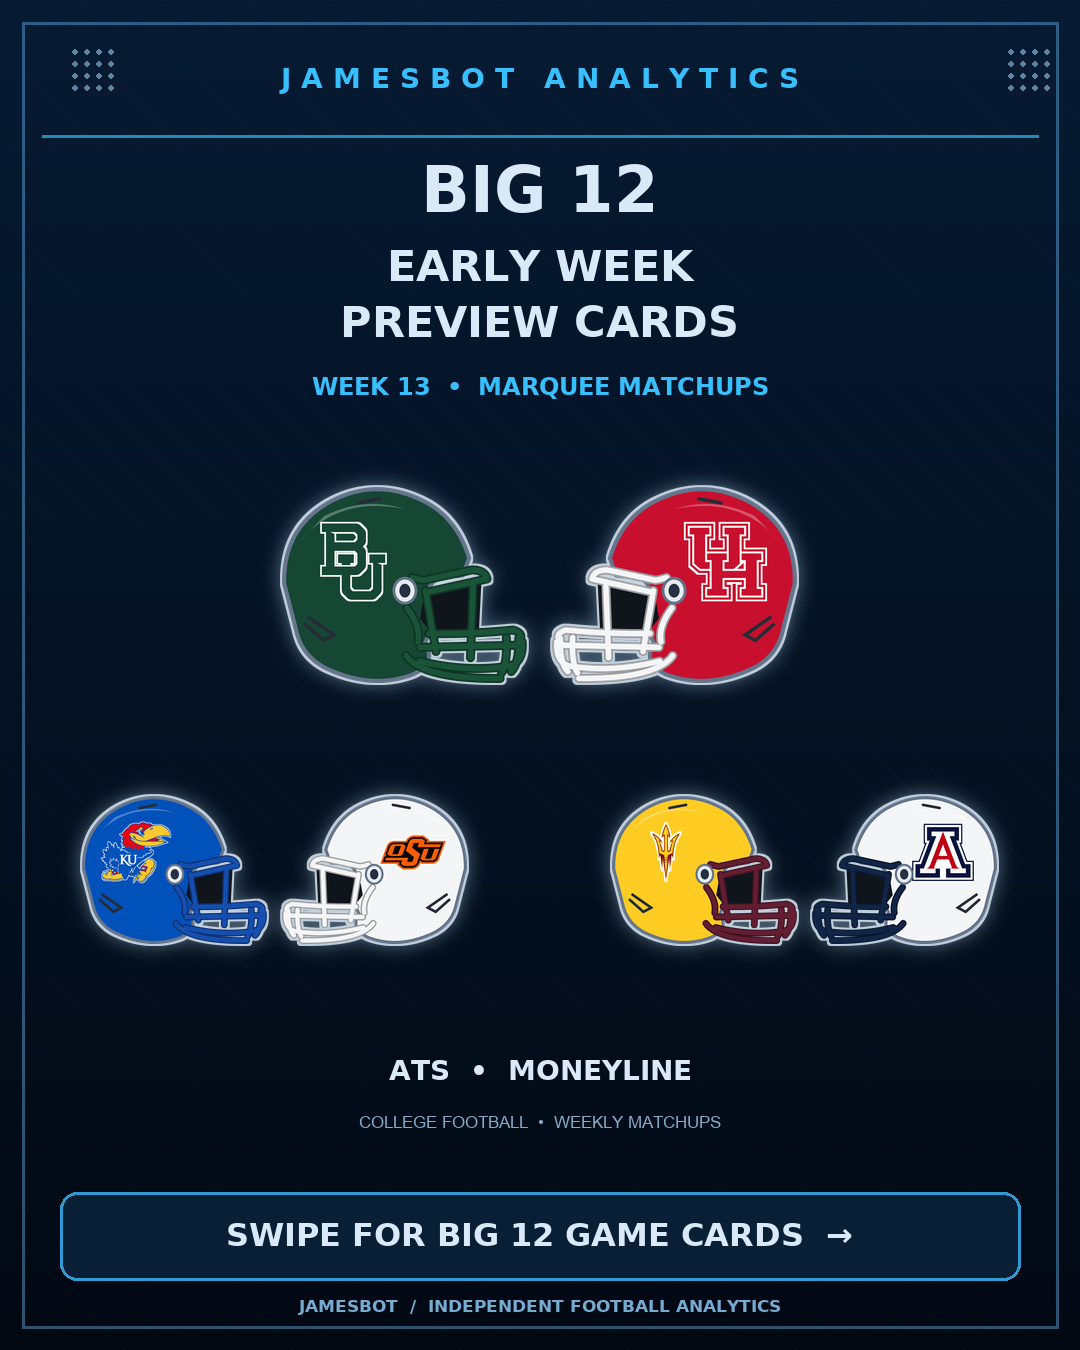 JAMESBOT ANALYTICS
BIG 12
EARLY WEEK
PREVIEW CARDS
WEEK 13 • MARQUEE MATCHUPS
BU
UH
KU
OSU
A
ATS • MONEYLINE
COLLEGE FOOTBALL • WEEKLY MATCHUPS
SWIPE FOR BIG 12 GAME CARDS →
JAMESBOT / INDEPENDENT FOOTBALL ANALYTICS